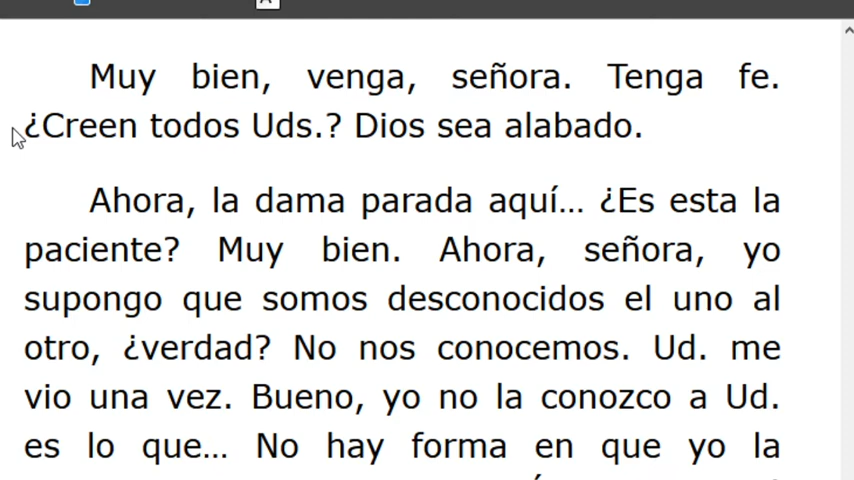 Muy bien, venga, señora. Tenga fe.
¿Creen todos Uds.? Dios sea alabado.
Ahora, la dama parada aquí... ¿Es esta la
paciente? Muy bien. Ahora, señora, yo
supongo que somos desconocidos el uno al
otro, ¿verdad? No nos conocemos. Ud. me
vio una vez. Bueno, yo no la conozco a Ud.
es lo que... No hay forma en que yo la